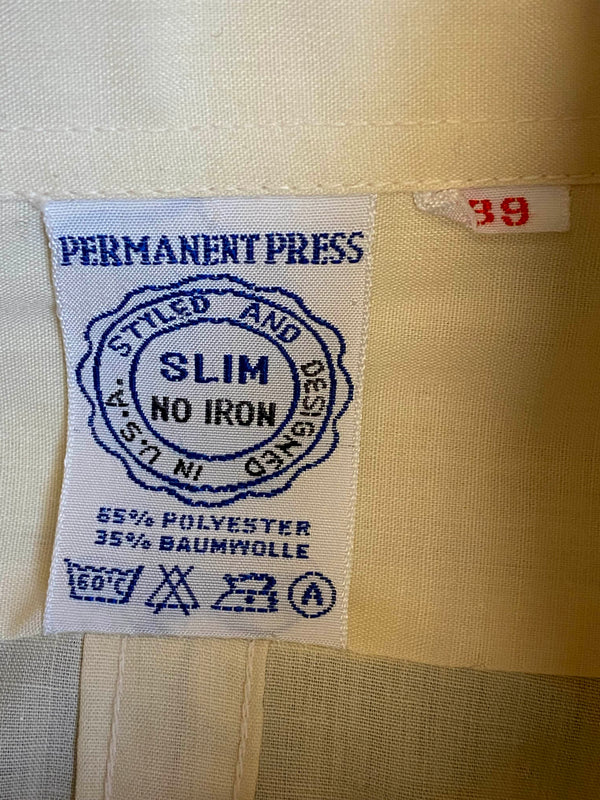 PERMANENT PRESS
STYLED AND DESIGNED IN U.S.A.
SLIM
NO IRON
65% POLYESTER
35% BAUMWOLLE
60°C
A
39